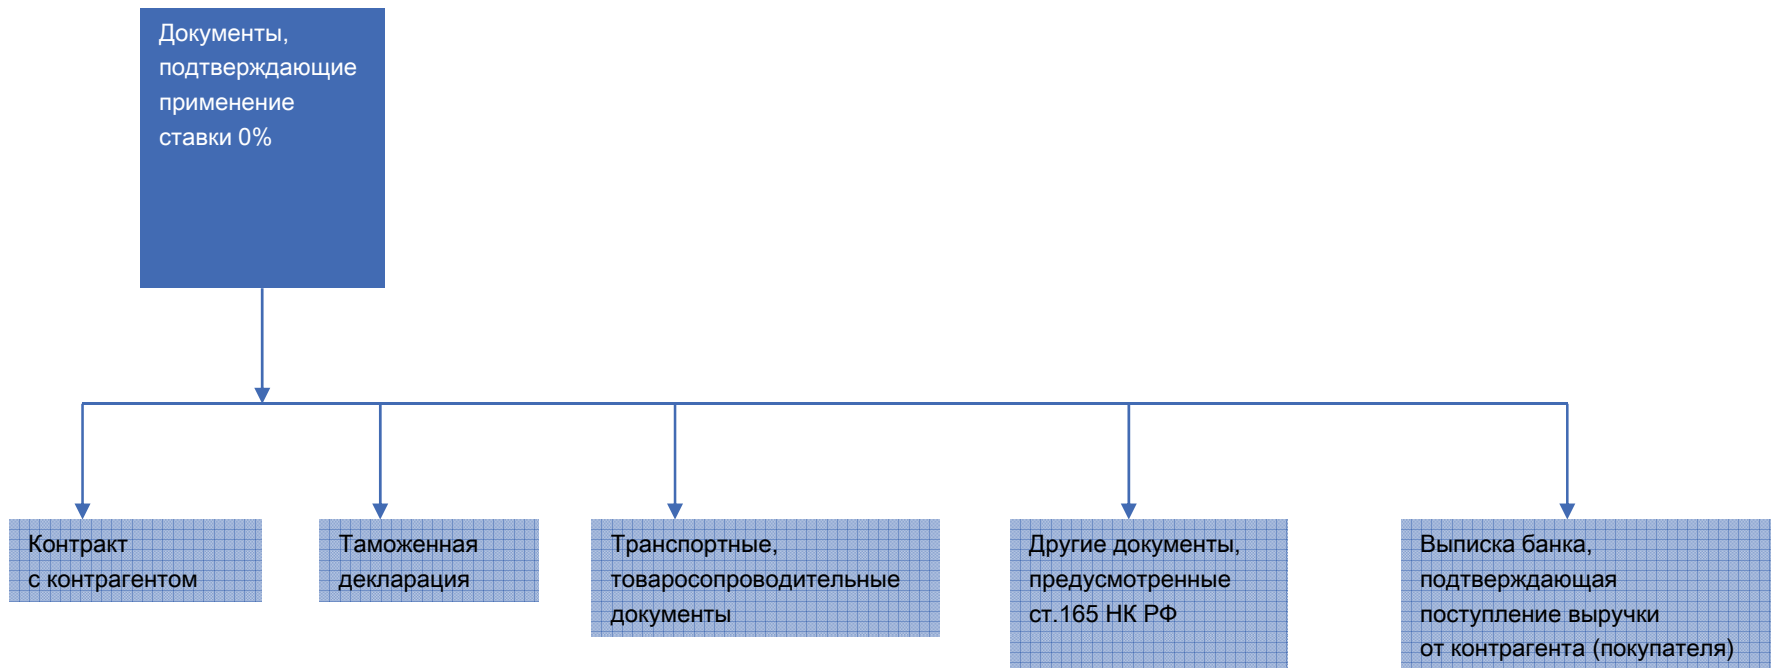 Документы,
подтверждающие
применение
ставки 0%
Контракт
с контрагентом
Таможенная
декларация
Транспортные,
товаросопроводительные
документы
Другие документы,
предусмотренные
ст.165 НК РФ
Выписка банка,
подтверждающая
поступление выручки
от контрагента (покупателя)